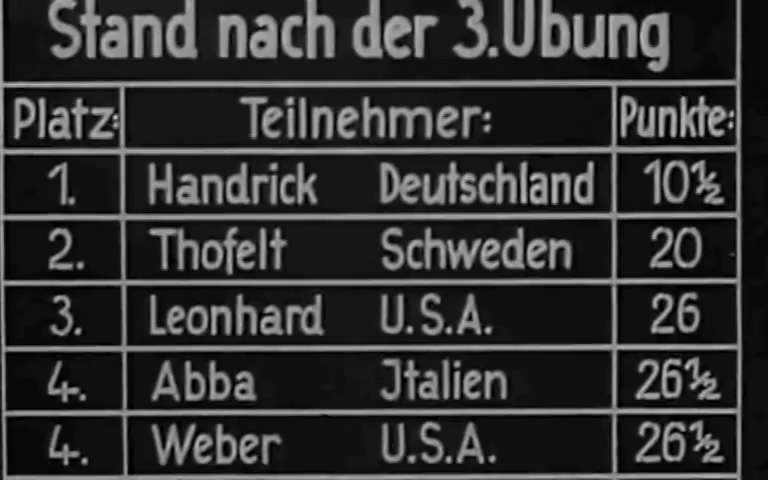 Stand nach der 3.Übung
Platz: Teilnehmer: Punkte:
1. Handrick Deutschland 10½
2. Thofelt Schweden 20
3. Leonhard U.S.A. 26
4. Abba Jtalien 26½
4. Weber U.S.A. 26½